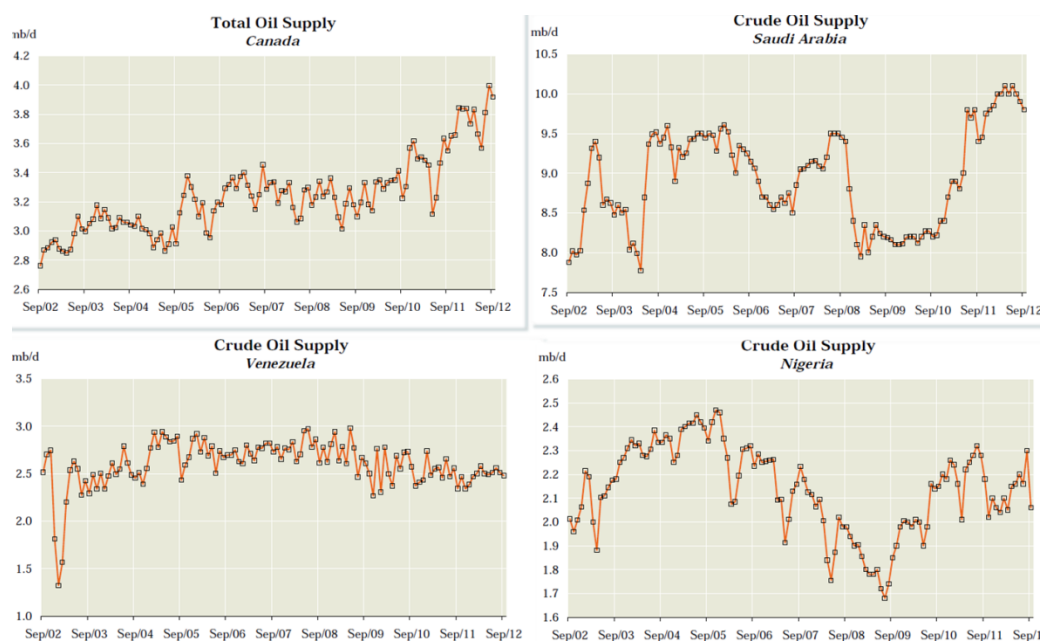 Total Oil Supply
Canada
mb/d
4.2
4.0
3.8
3.6
3.4
3.2
3.0
2.8
2.6
Sep/02 Sep/03 Sep/04 Sep/05 Sep/06 Sep/07 Sep/08 Sep/09 Sep/10 Sep/11 Sep/12
Crude Oil Supply
Saudi Arabia
mb/d
10.5
10.0
9.5
9.0
8.5
8.0
7.5
Sep/02 Sep/03 Sep/04 Sep/05 Sep/06 Sep/07 Sep/08 Sep/09 Sep/10 Sep/11 Sep/12
Crude Oil Supply
Venezuela
mb/d
3.5
3.0
2.5
2.0
1.5
1.0
Sep/02 Sep/03 Sep/04 Sep/05 Sep/06 Sep/07 Sep/08 Sep/09 Sep/10 Sep/11 Sep/12
Crude Oil Supply
Nigeria
mb/d
2.6
2.5
2.4
2.3
2.2
2.1
2.0
1.9
1.8
1.7
1.6
Sep/02 Sep/03 Sep/04 Sep/05 Sep/06 Sep/07 Sep/08 Sep/09 Sep/10 Sep/11 Sep/1